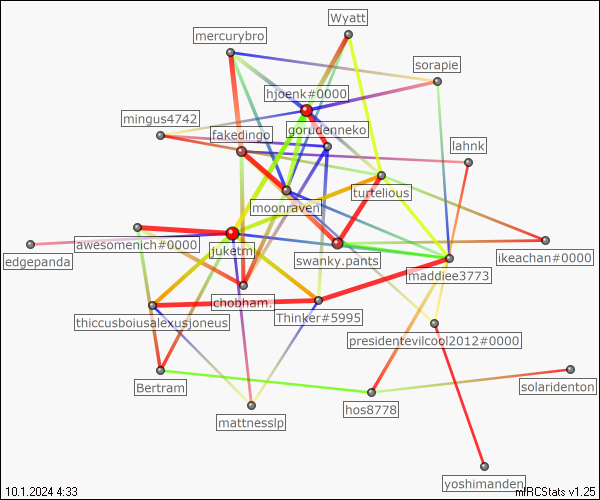 Wyatt
mercurybro
sorapie
hjoenk#0000
mingus4742
gorudenneko
fakedingo
lahnk
turtelious
moonraven
awesomenich#0000
juketm
edgepanda
swanky.pants
ikeachan#0000
maddiee3773
chobham.
thiccusboiusalexusjoneus
Thinker#5995
presidentevilcool2012#0000
Bertram
solaridenton
hos8778
mattnesslp
yoshimanden
10.1.2024 4:33
mIRCStats v1.25